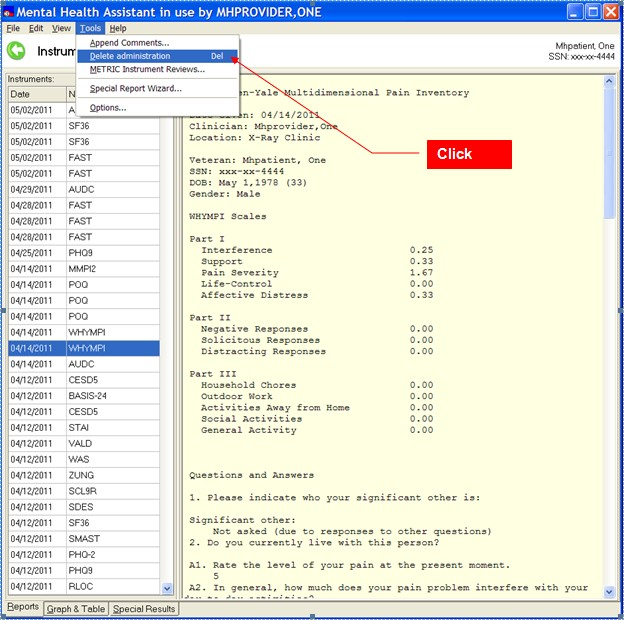 Mental Health Assistant in use by MHPROVIDER,ONE
File Edit View Tools Help
Instrum
Mhpatient, One
SSN: xxx-xx-4444
Append Comments...
Delete administration Del
METRIC Instrument Reviews...
Special Report Wizard...
Options...
Click
Instruments:
Date N
05/02/2011 A
05/02/2011 SF36
05/02/2011 SF36
05/02/2011 FAST
05/02/2011 FAST
04/29/2011 AUDC
04/28/2011 FAST
04/28/2011 FAST
04/28/2011 FAST
04/25/2011 PHQ9
04/14/2011 MMPI2
04/14/2011 POQ
04/14/2011 POQ
04/14/2011 POQ
04/14/2011 WHYMPI
04/14/2011 WHYMPI
04/14/2011 AUDC
04/12/2011 CESD5
04/12/2011 BASIS-24
04/12/2011 CESD5
04/12/2011 STAI
04/12/2011 VALD
04/12/2011 WAS
04/12/2011 ZUNG
04/12/2011 SCL9R
04/12/2011 SDES
04/12/2011 SF36
04/12/2011 SMAST
04/12/2011 PHQ-2
04/12/2011 PHQ9
04/12/2011 RLOC
en-Yale Multidimensional Pain Inventory
04/14/2011
Clinician: Mhprovider,One
Location: X-Ray Clinic
Veteran: Mhpatient, One
SSN: xxx-xx-4444
DOB: May 1,1978 (33)
Gender: Male
WHYMPI Scales
Part I
Interference 0.25
Support 0.33
Pain Severity 1.67
Life-Control 0.00
Affective Distress 0.33
Part II
Negative Responses 0.00
Solicitous Responses 0.00
Distracting Responses 0.00
Part III
Household Chores 0.00
Outdoor Work 0.00
Activities Away from Home 0.00
Social Activities 0.00
General Activity 0.00
Questions and Answers
1. Please indicate who your significant other is:
Significant other:
Not asked (due to responses to other questions)
2. Do you currently live with this person?
A1. Rate the level of your pain at the present moment.
5
A2. In general, how much does your pain problem interfere with your
Reports Graph & Table Special Results